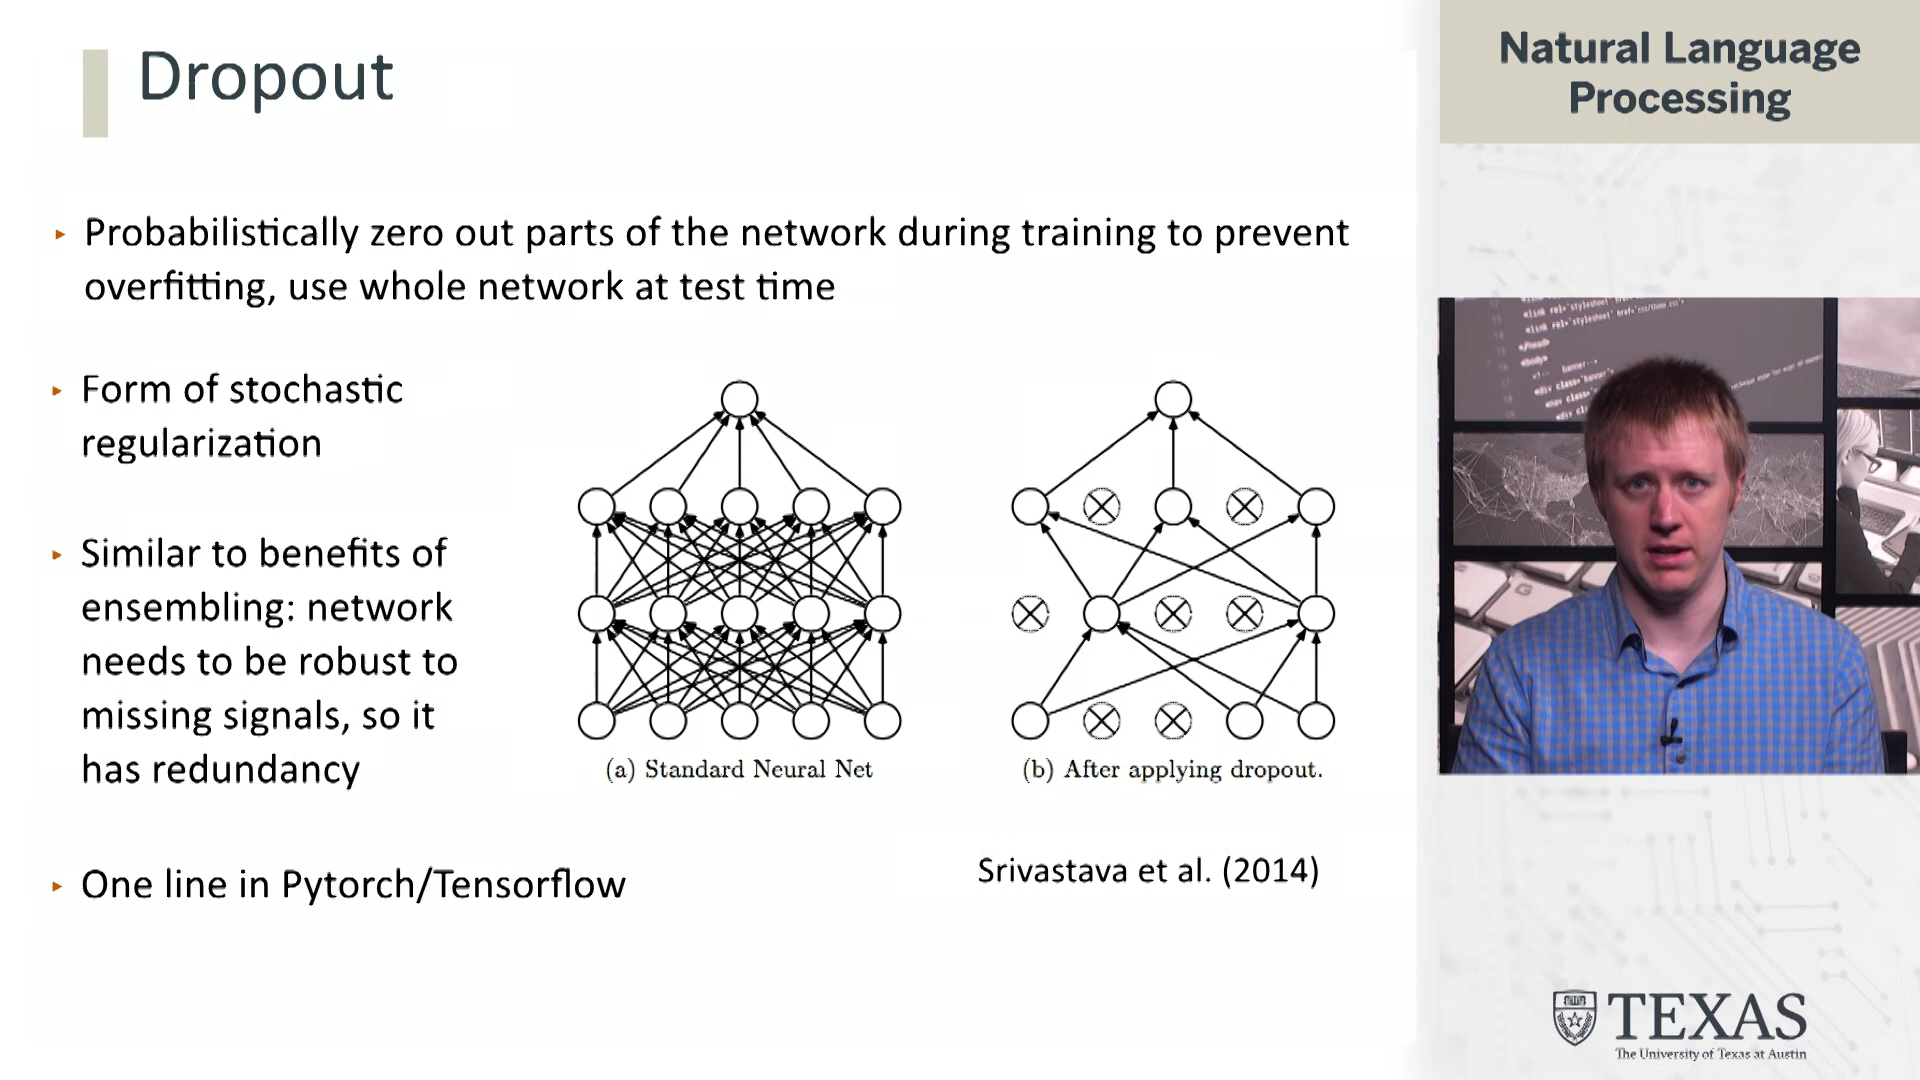 Dropout
Natural Language
Processing
▸ Probabilistically zero out parts of the network during training to prevent
overfitting, use whole network at test time
▸ Form of stochastic
regularization
▸ Similar to benefits of
ensembling: network
needs to be robust to
missing signals, so it
has redundancy
(a) Standard Neural Net
(b) After applying dropout.
Srivastava et al. (2014)
▸ One line in Pytorch/Tensorflow
TEXAS
The University of Texas at Austin